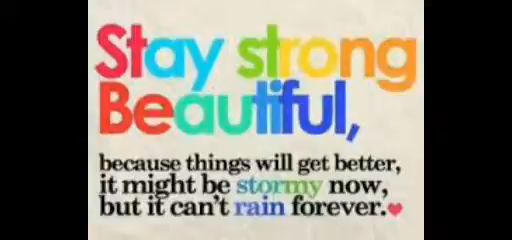 Stay strong
Beautiful,
because things will get better,
it might be stormy now,
but it can't rain forever.